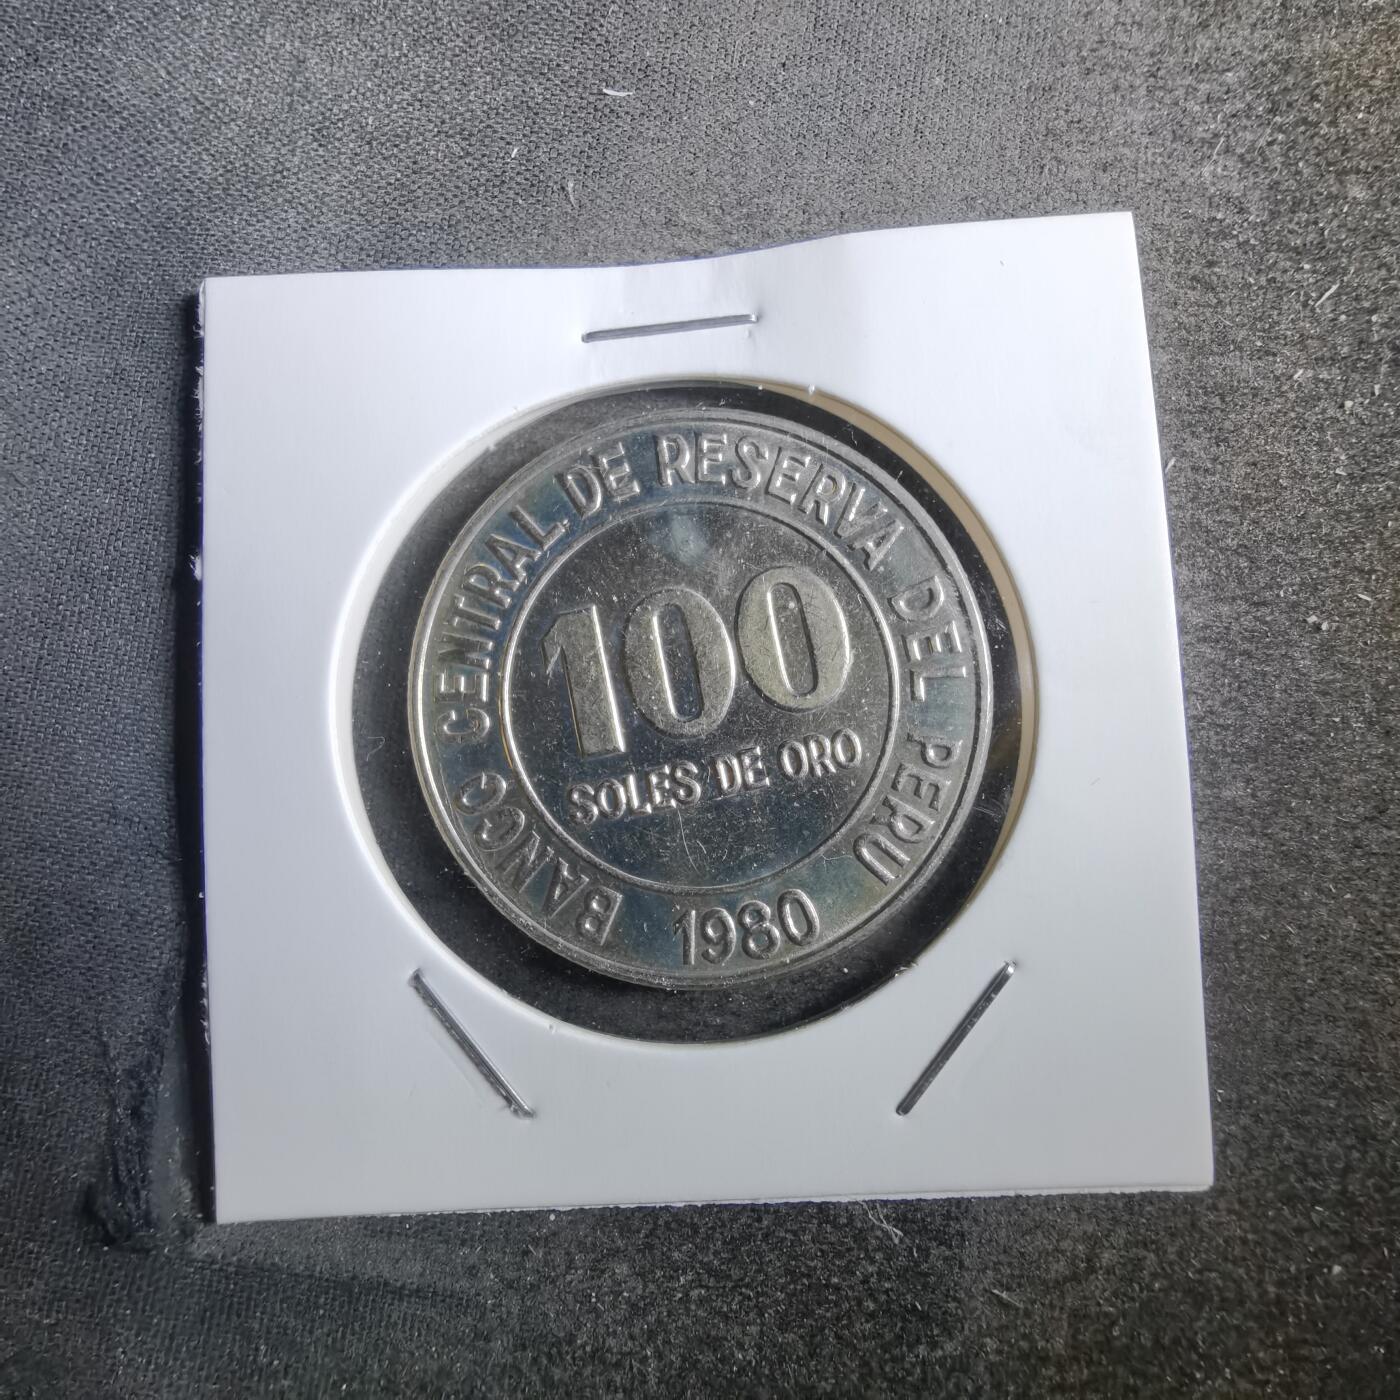 BANCO CENTRAL DE RESERVA DEL PERU
100
SOLES DE ORO
1980